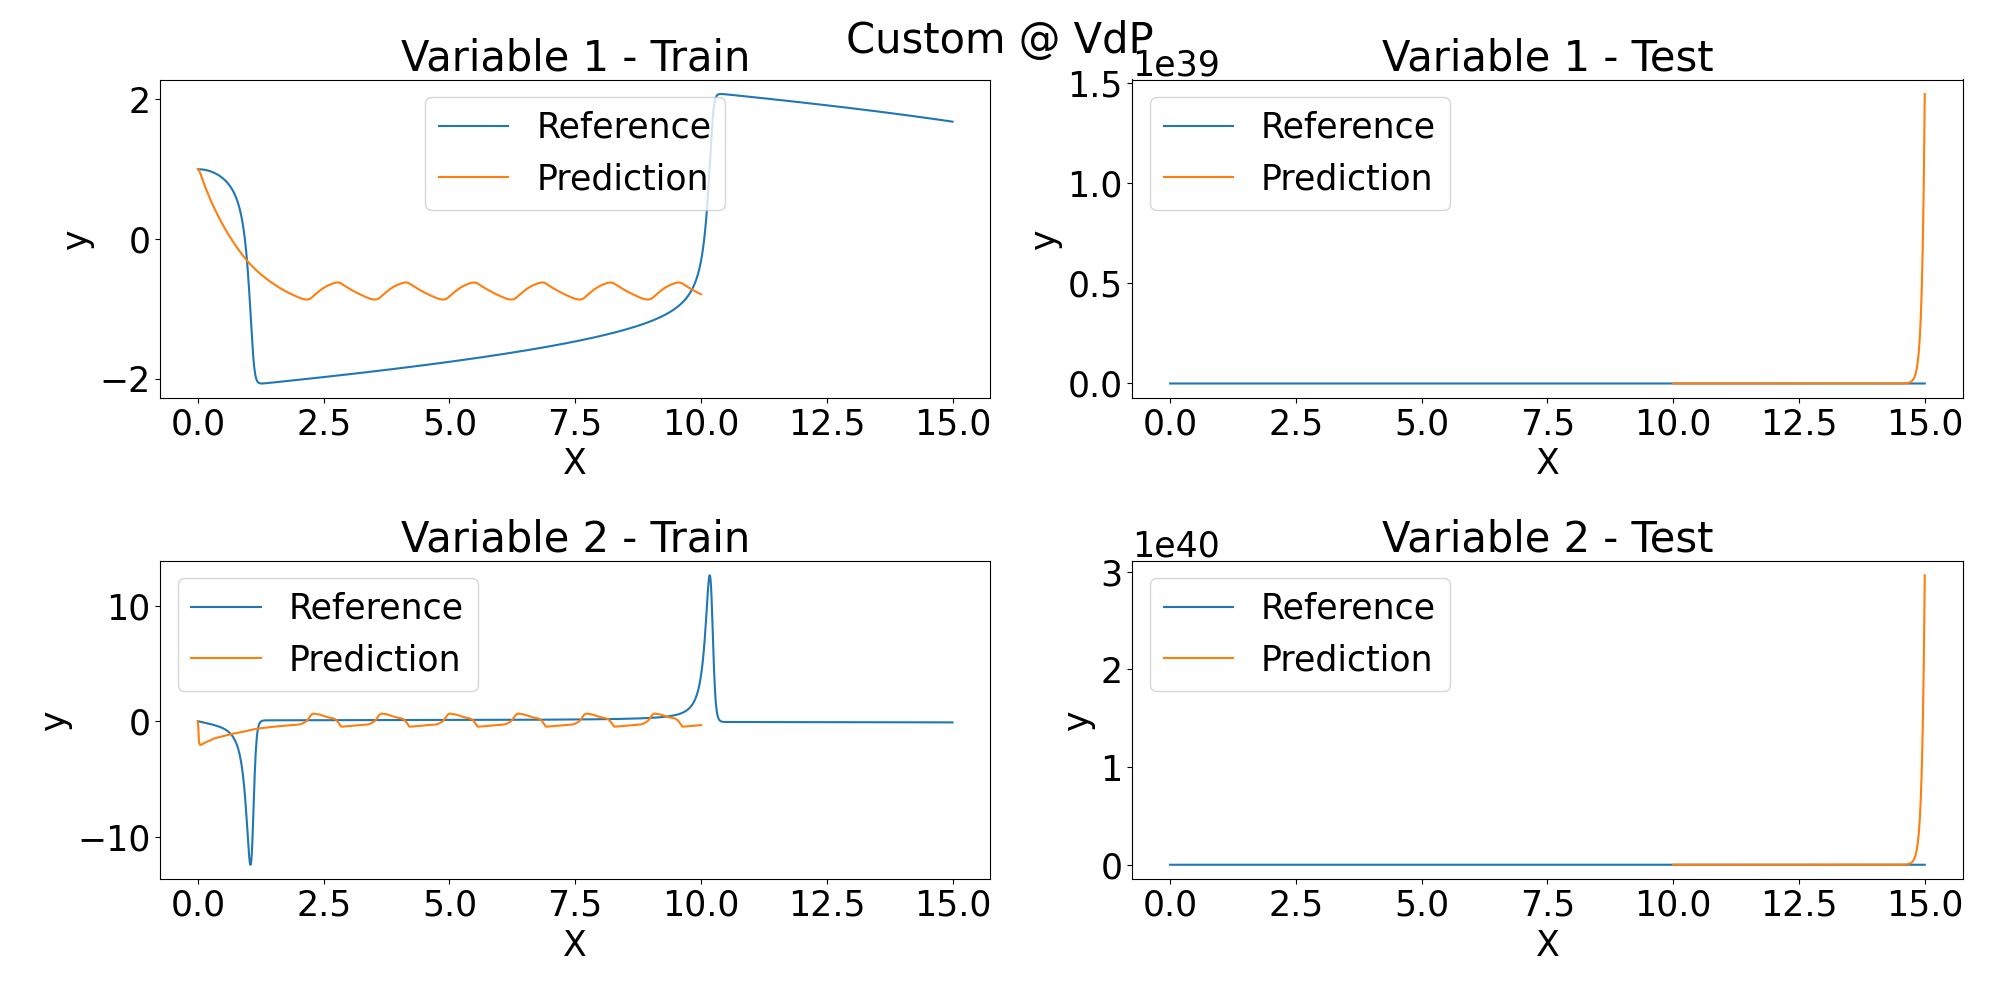 Custom @ VdP
Variable 1 - Train
Reference
Prediction
2
0
−2
y
0.0 2.5 5.0 7.5 10.0 12.5 15.0
X
Variable 1 - Test
1e39
Reference
Prediction
1.5
1.0
0.5
0.0
y
0.0 2.5 5.0 7.5 10.0 12.5 15.0
X
Variable 2 - Train
Reference
Prediction
10
0
−10
y
0.0 2.5 5.0 7.5 10.0 12.5 15.0
X
Variable 2 - Test
1e40
Reference
Prediction
3
2
1
0
y
0.0 2.5 5.0 7.5 10.0 12.5 15.0
X